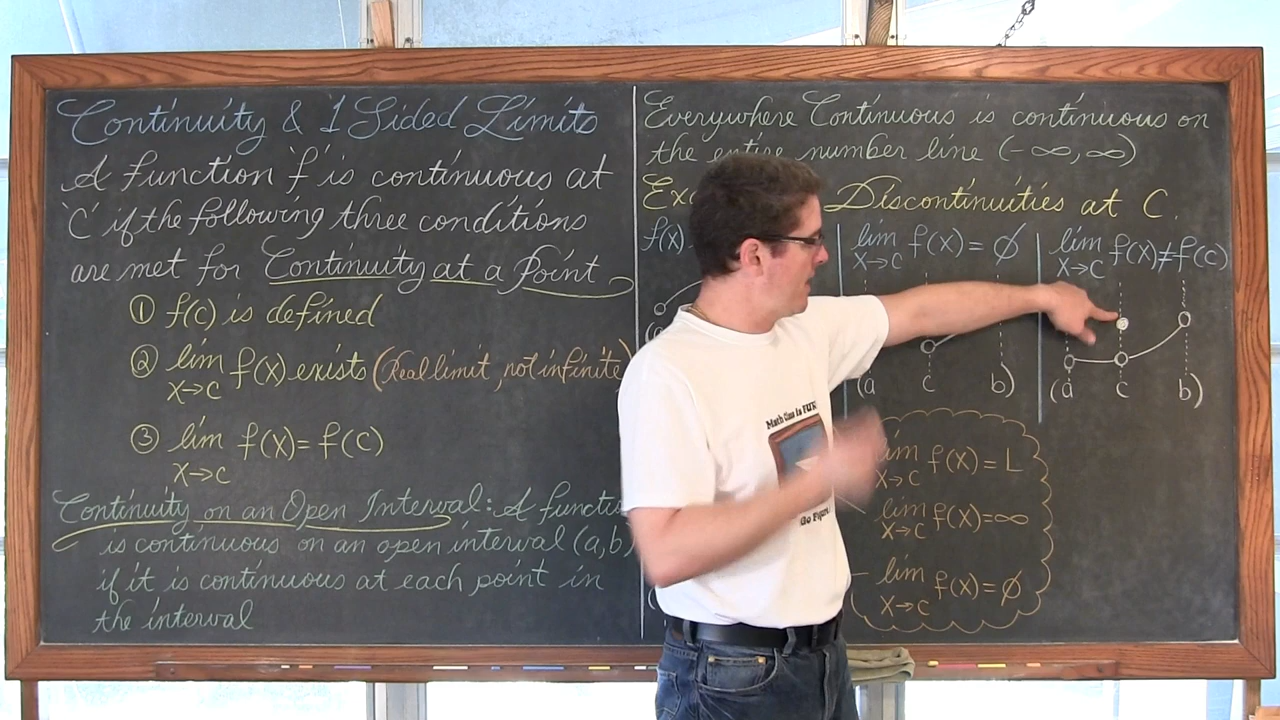 Continuity & 1 Sided Limits
A function 'f' is continuous at
'C' if the following three conditions
are met for Continuity at a Point
① f(c) is defined
② lim f(x) exists (Real limit, not infinite)
x→c
③ lim f(x) = f(c)
x→c
Continuity on an Open Interval: A functi
is continuous on an open interval (a,b)
if it is continuous at each point in
the interval
Everywhere Continuous is continuous on
the entire number line (-∞,∞)
Discontinuities at C.
f(x)
lim f(x) = ∅
x→c
lim f(x) ≠ f(c)
x→c
(a c b)
(a c b)
lim f(x) = L
x→c
lim f(x) = ∞
x→c
lim f(x) = ∅
x→c
Math Class Is FUN!